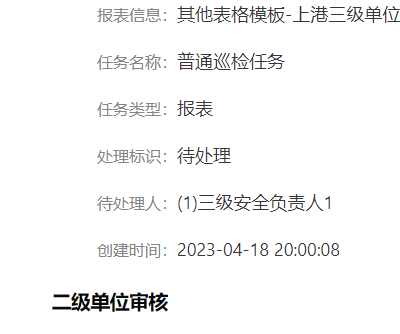 报表信息：其他表格模板-上港三级单位
任务名称：普通巡检任务
任务类型：报表
处理标识：待处理
待处理人：(1)三级安全负责人1
创建时间：2023-04-18 20:00:08
二级单位审核